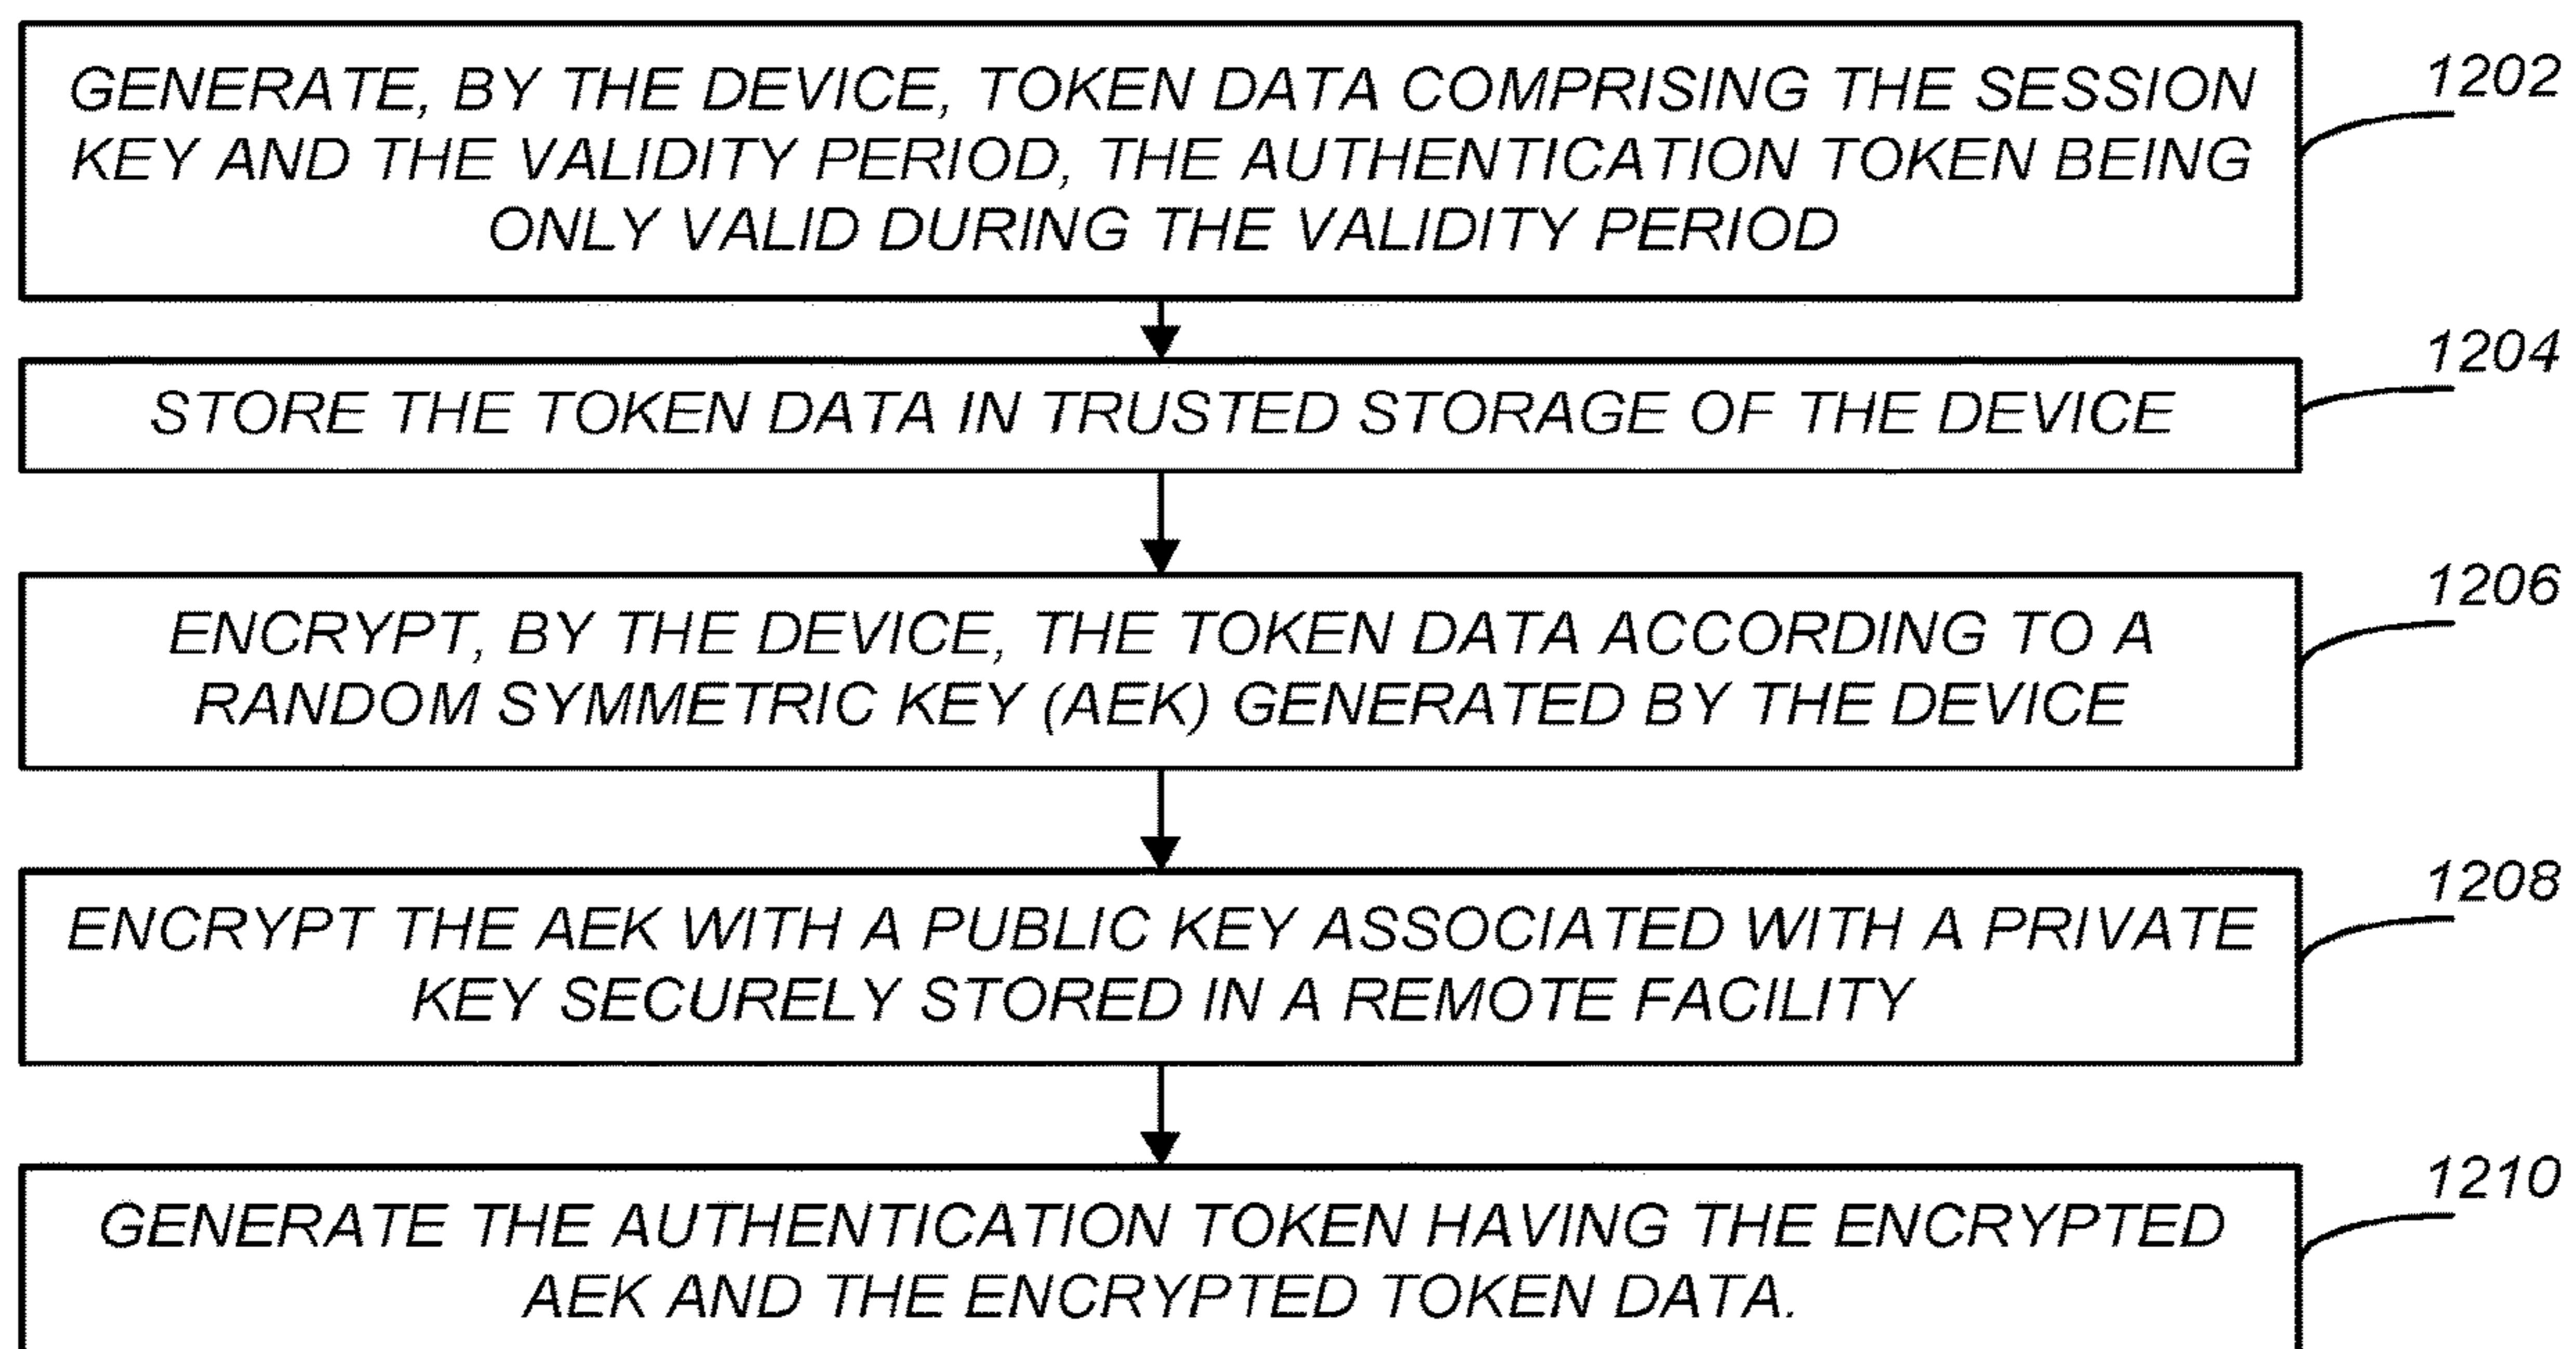 GENERATE, BY THE DEVICE, TOKEN DATA COMPRISING THE SESSION
KEY AND THE VALIDITY PERIOD, THE AUTHENTICATION TOKEN BEING
ONLY VALID DURING THE VALIDITY PERIOD
1202
STORE THE TOKEN DATA IN TRUSTED STORAGE OF THE DEVICE
1204
ENCRYPT, BY THE DEVICE, THE TOKEN DATA ACCORDING TO A
RANDOM SYMMETRIC KEY (AEK) GENERATED BY THE DEVICE
1206
ENCRYPT THE AEK WITH A PUBLIC KEY ASSOCIATED WITH A PRIVATE
KEY SECURELY STORED IN A REMOTE FACILITY
1208
GENERATE THE AUTHENTICATION TOKEN HAVING THE ENCRYPTED
AEK AND THE ENCRYPTED TOKEN DATA.
1210